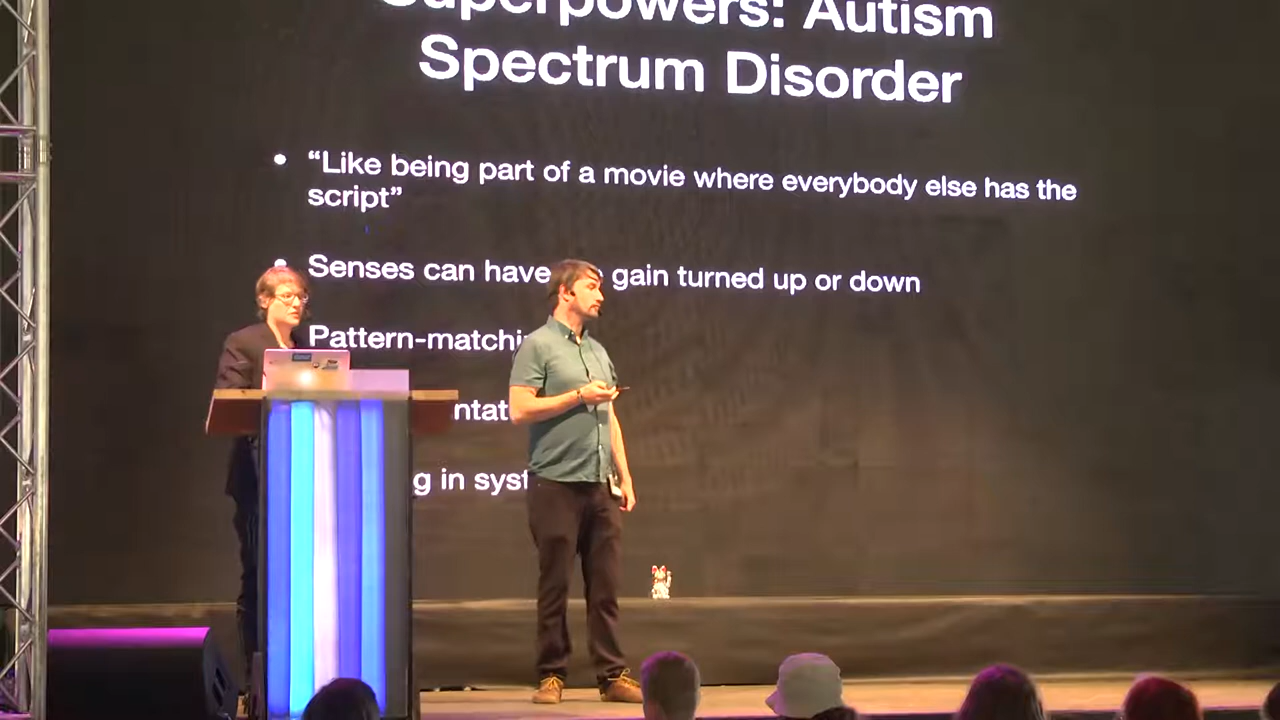 Superpowers: Autism
Spectrum Disorder
• “Like being part of a movie where everybody else has the
script”
• Senses can have gain turned up or down
Pattern-matchi
ntat
g in syst